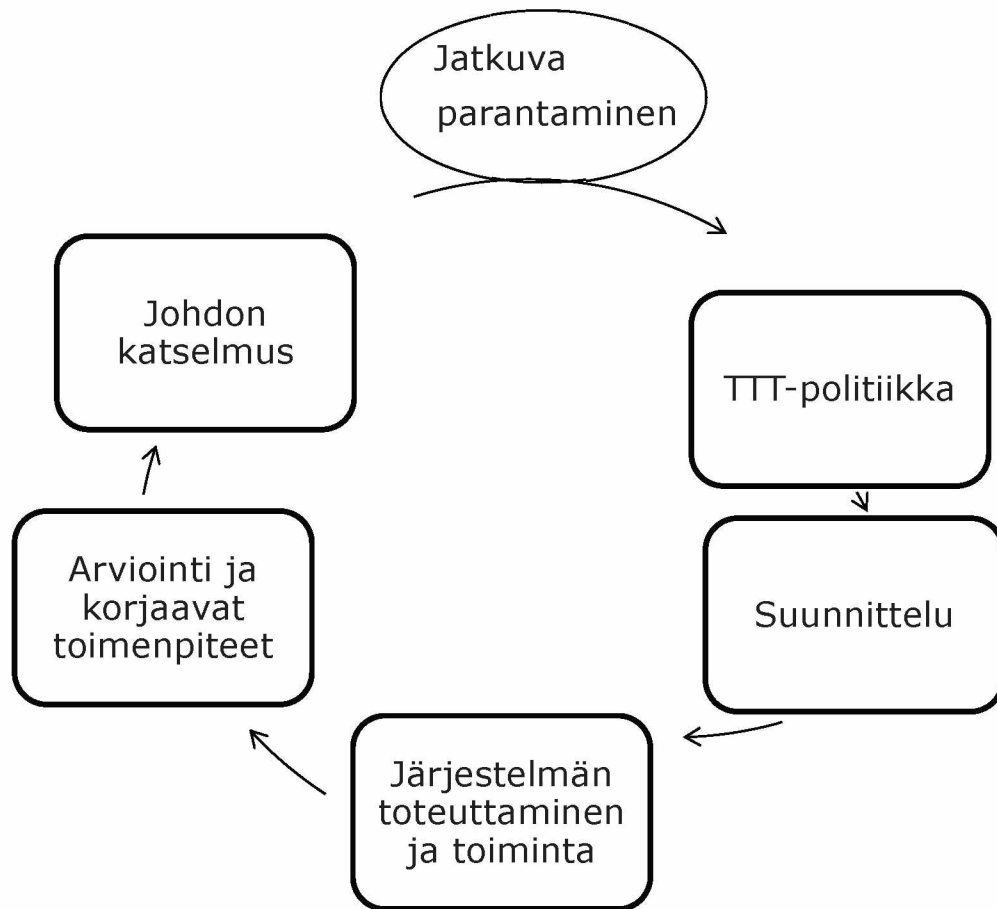 Jatkuva
parantaminen
Johdon
katselmus
TTT-politiikka
Arviointi ja
korjaavat
toimenpiteet
Suunnittelu
Järjestelmän
toteuttaminen
ja toiminta